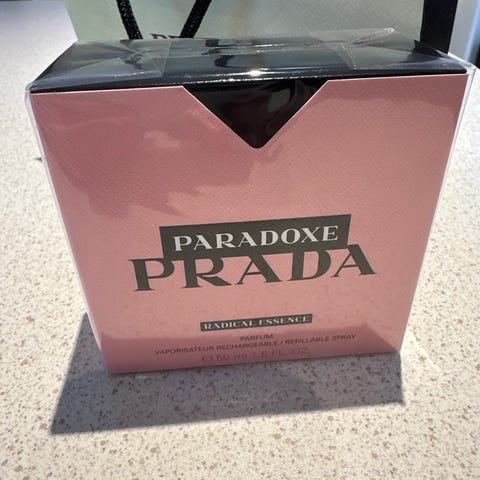 PARADOXE
PRADA
RADICAL ESSENCE
PARFUM
VAPORISATEUR RECHARGEABLE / REFILLABLE SPRAY
℮ 50 ml 1.6 FL. OZ.